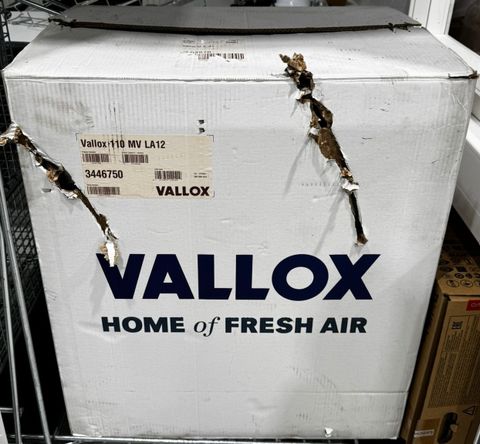 Vallox 110 MV LA12
3446750
VALLOX
VALLOX
HOME of FRESH AIR